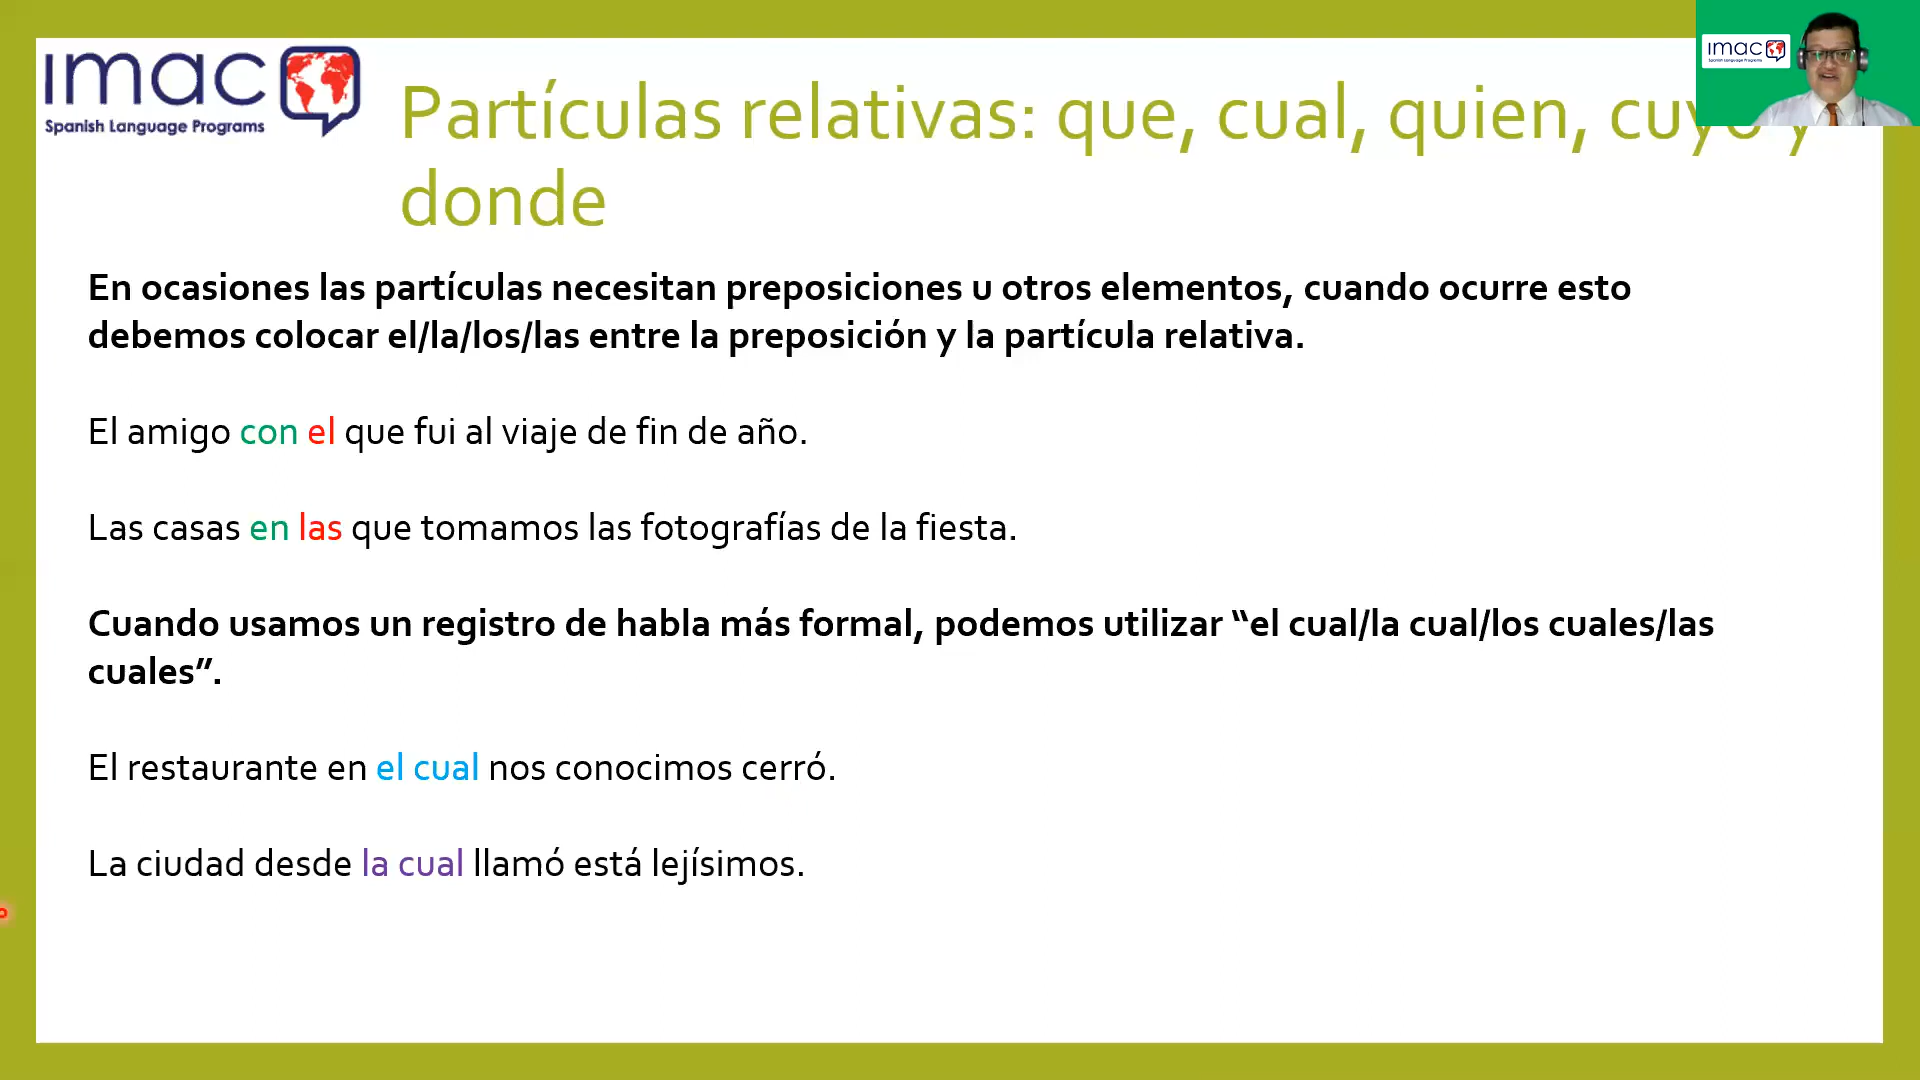 imac
Spanish Language Programs
imac
Spanish Language Programs
Partículas relativas: que, cual, quien, cuyo y
donde
En ocasiones las partículas necesitan preposiciones u otros elementos, cuando ocurre esto
debemos colocar el/la/los/las entre la preposición y la partícula relativa.
El amigo con el que fui al viaje de fin de año.
Las casas en las que tomamos las fotografías de la fiesta.
Cuando usamos un registro de habla más formal, podemos utilizar “el cual/la cual/los cuales/las
cuales”.
El restaurante en el cual nos conocimos cerró.
La ciudad desde la cual llamó está lejísimos.